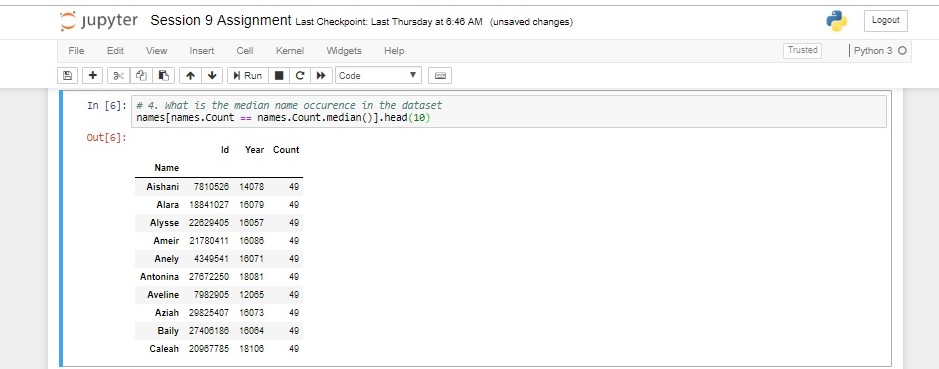 jupyter Session 9 Assignment Last Checkpoint: Last Thursday at 6:46 AM (unsaved changes) Logout
File Edit View Insert Cell Kernel Widgets Help Trusted Python 3
Run Code
In [6]: # 4. What is the median name occurence in the dataset
names[names.Count == names.Count.median()].head(10)
Out[6]:
Id Year Count
Name
Aishani 7810526 14078 49
Alara 18841027 16079 49
Alysse 22629405 16057 49
Ameir 21780411 16086 49
Anely 4349541 16071 49
Antonina 27672250 18081 49
Aveline 7982905 12065 49
Aziah 29825407 16073 49
Baily 27406186 16064 49
Caleah 20967785 18106 49